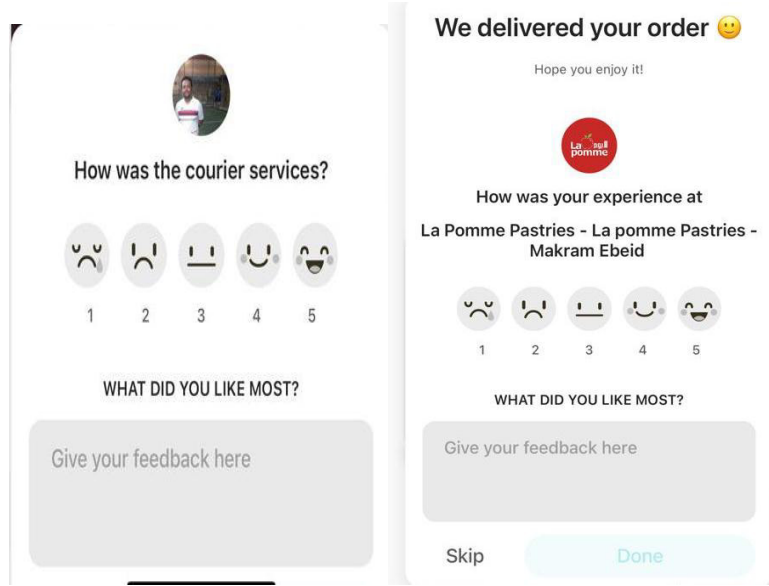 How was the courier services?
1 2 3 4 5
WHAT DID YOU LIKE MOST?
Give your feedback here
We delivered your order
Hope you enjoy it!
La
pomme
How was your experience at
La Pomme Pastries - La pomme Pastries -
Makram Ebeid
1 2 3 4 5
WHAT DID YOU LIKE MOST?
Give your feedback here
Skip Done